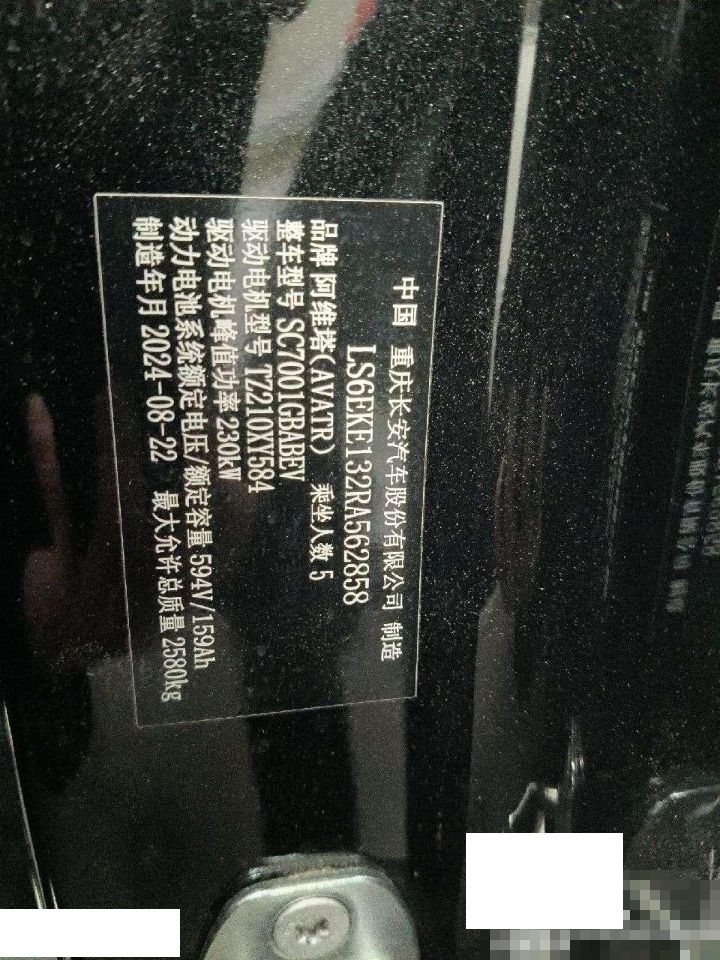 中国 重庆长安汽车股份有限公司 制造
LS6EKE132RA562858
品牌 阿维塔(AVATR) 乘坐人数 5
整车型号 SC7001GBABEV
驱动电机型号 TZ210XY584
驱动电机峰值功率 230kW
动力电池系统额定电压/额定容量 594V/159Ah
制造年月 2024-08-22 最大允许总质量 2580kg